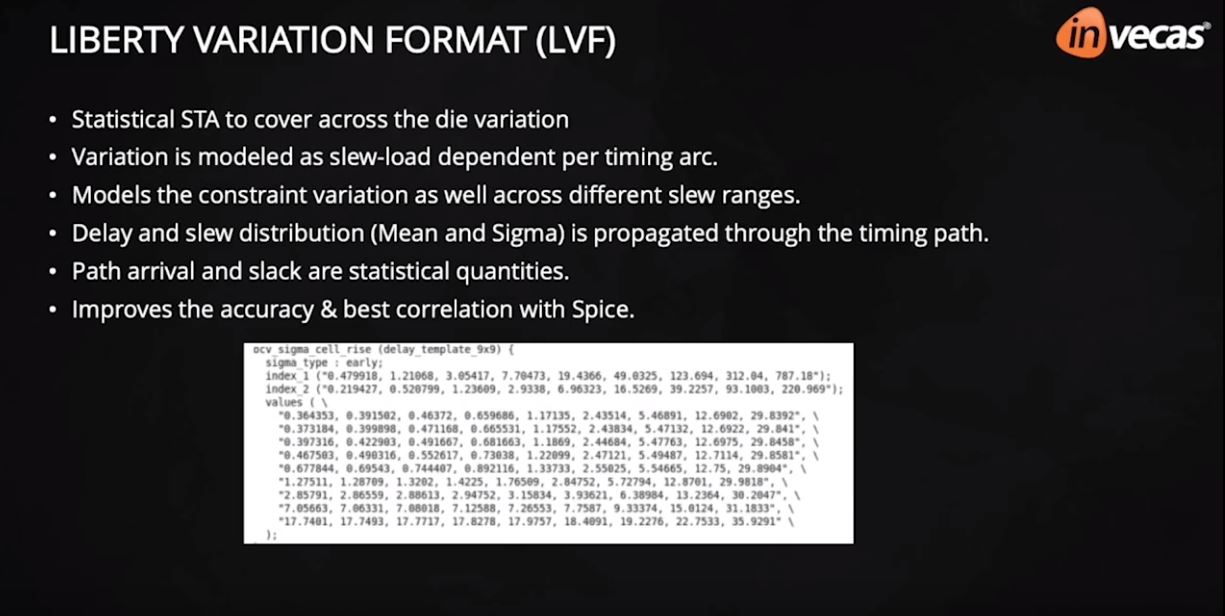 LIBERTY VARIATION FORMAT (LVF)
invecas®
• Statistical STA to cover across the die variation
• Variation is modeled as slew-load dependent per timing arc.
• Models the constraint variation as well across different slew ranges.
• Delay and slew distribution (Mean and Sigma) is propagated through the timing path.
• Path arrival and slack are statistical quantities.
• Improves the accuracy & best correlation with Spice.
ocv_sigma_cell_rise (delay_template_9x9) {
sigma_type : early;
index_1 ("0.479918, 1.21068, 3.05417, 7.70473, 19.4366, 49.0325, 123.694, 312.04, 787.18");
index_2 ("0.219427, 0.520799, 1.23609, 2.9338, 6.96323, 16.5269, 39.2257, 93.1003, 220.969");
values ( \
"0.364353, 0.391502, 0.46372, 0.659686, 1.17135, 2.43514, 5.46891, 12.6902, 29.8392", \
"0.373184, 0.399898, 0.471168, 0.665531, 1.17552, 2.43834, 5.47132, 12.6922, 29.841", \
"0.397316, 0.422903, 0.491667, 0.681663, 1.1869, 2.44684, 5.47763, 12.6975, 29.8458", \
"0.467503, 0.490316, 0.552617, 0.73038, 1.22099, 2.47121, 5.49487, 12.7114, 29.8581", \
"0.677844, 0.69543, 0.744407, 0.892116, 1.33733, 2.55025, 5.54665, 12.75, 29.8904", \
"1.27511, 1.28709, 1.3202, 1.4225, 1.76509, 2.84752, 5.72794, 12.8701, 29.9818", \
"2.85791, 2.86559, 2.88613, 2.94752, 3.15834, 3.93621, 6.38984, 13.2364, 30.2047", \
"7.05663, 7.06331, 7.08018, 7.12588, 7.26553, 7.7587, 9.33374, 15.0124, 31.1833", \
"17.7401, 17.7493, 17.7717, 17.8278, 17.9757, 18.4091, 19.2276, 22.7533, 35.9291" \
);